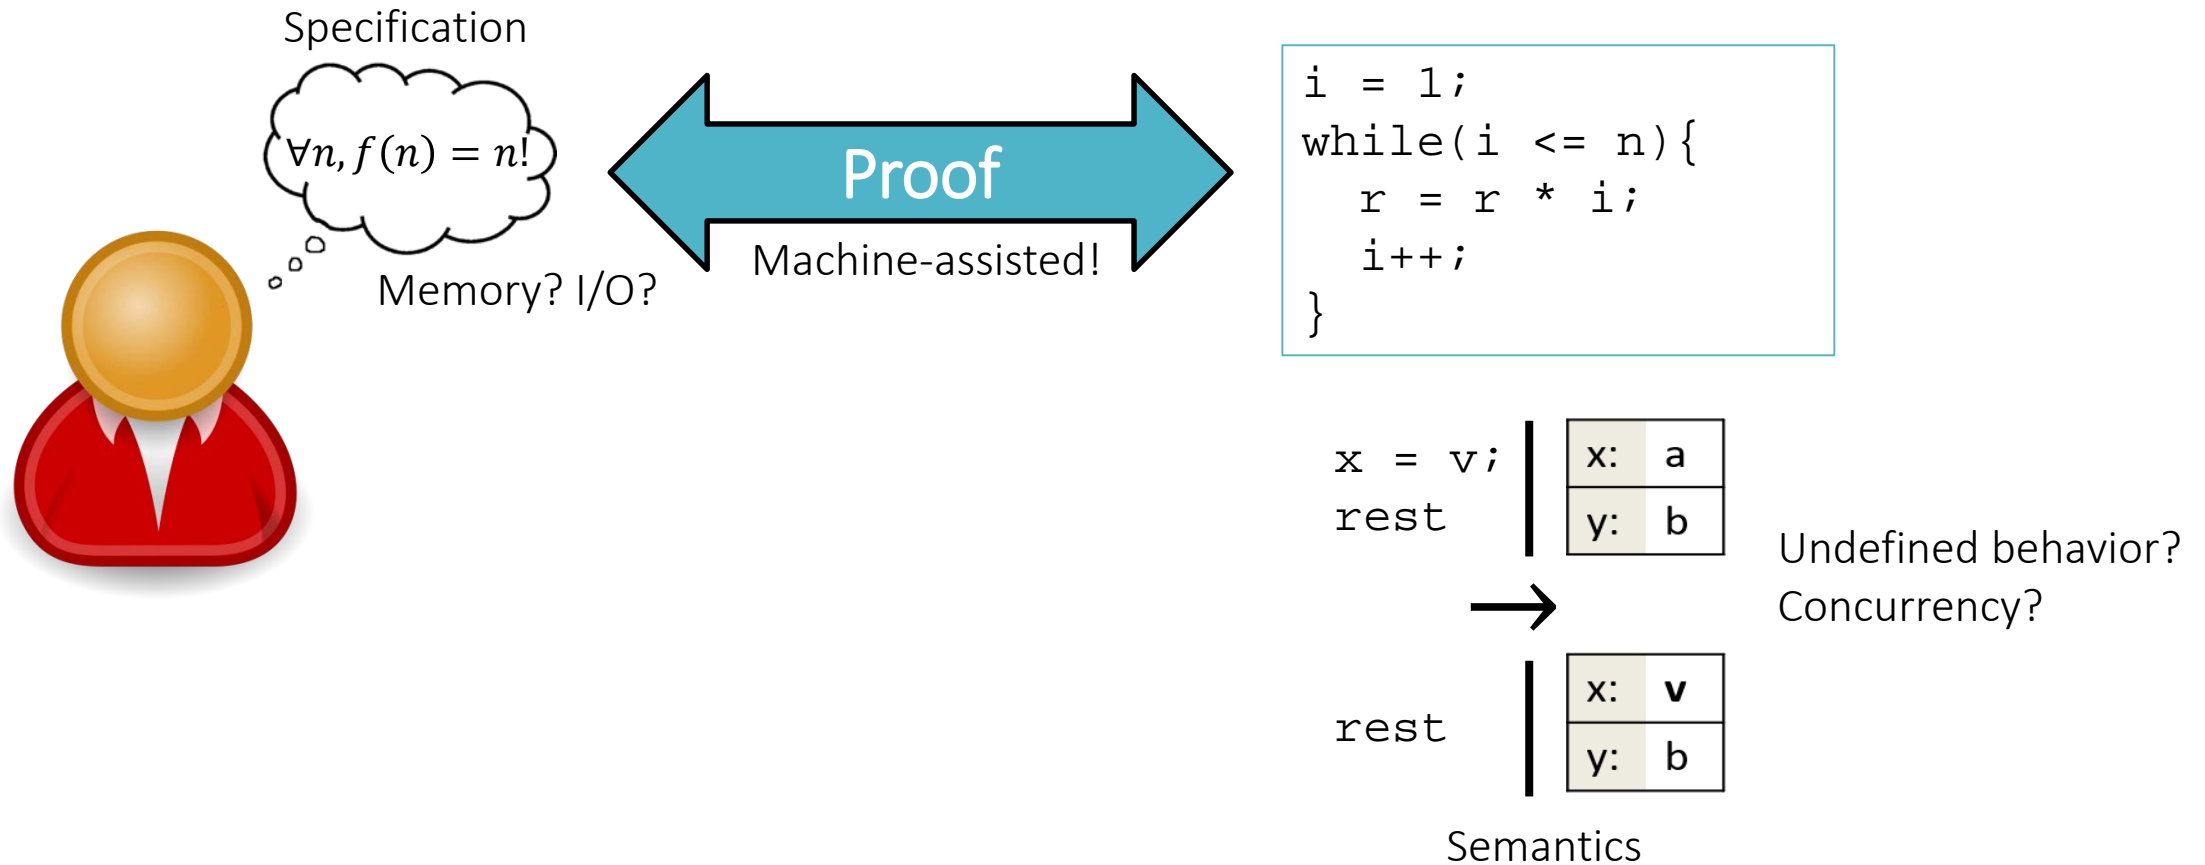 Specification
∀n, f(n) = n!
Memory? I/O?
Proof
Machine-assisted!
i = 1;
while(i <= n){
  r = r * i;
  i++;
}
x = v;
rest
x: a
y: b
→
rest
x: v
y: b
Semantics
Undefined behavior?
Concurrency?